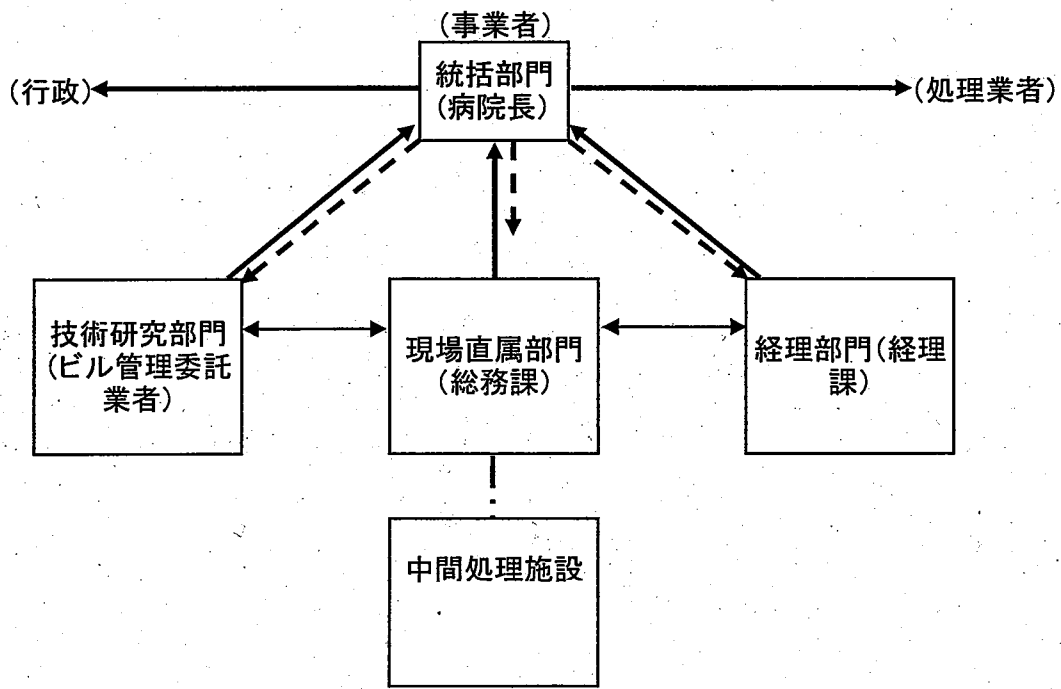 (事業者)
統括部門
(病院長)
(行政)
(処理業者)
技術研究部門
(ビル管理委託
業者)
現場直属部門
(総務課)
経理部門(経理
課)
中間処理施設